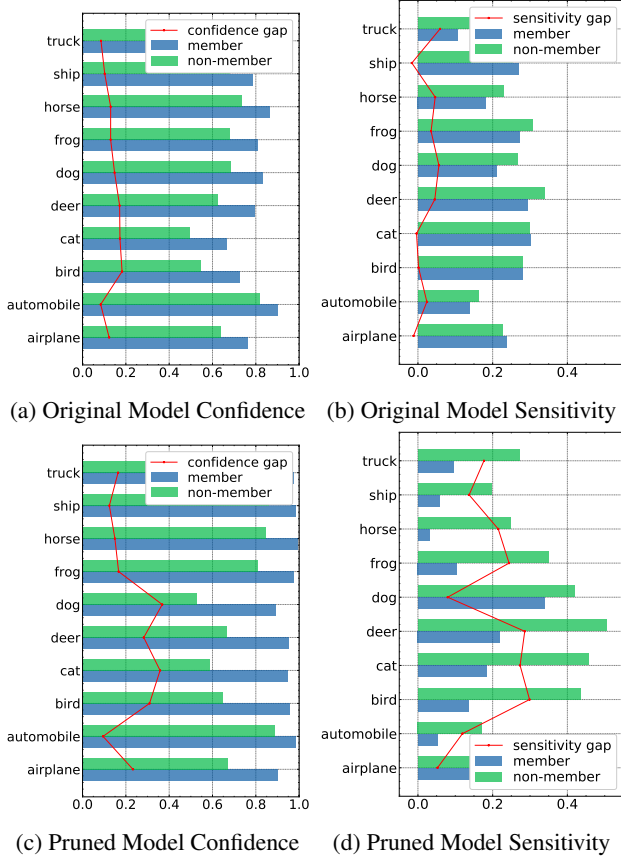 confidence gap
member
non-member
truck
ship
horse
frog
dog
deer
cat
bird
automobile
airplane
0.0 0.2 0.4 0.6 0.8 1.0
(a) Original Model Confidence
sensitivity gap
member
non-member
truck
ship
horse
frog
dog
deer
cat
bird
automobile
airplane
0.0 0.2 0.4
(b) Original Model Sensitivity
confidence gap
member
non-member
truck
ship
horse
frog
dog
deer
cat
bird
automobile
airplane
0.0 0.2 0.4 0.6 0.8 1.0
(c) Pruned Model Confidence
truck
ship
horse
frog
dog
deer
cat
bird
automobile
airplane
sensitivity gap
member
non-member
0.0 0.2 0.4
(d) Pruned Model Sensitivity